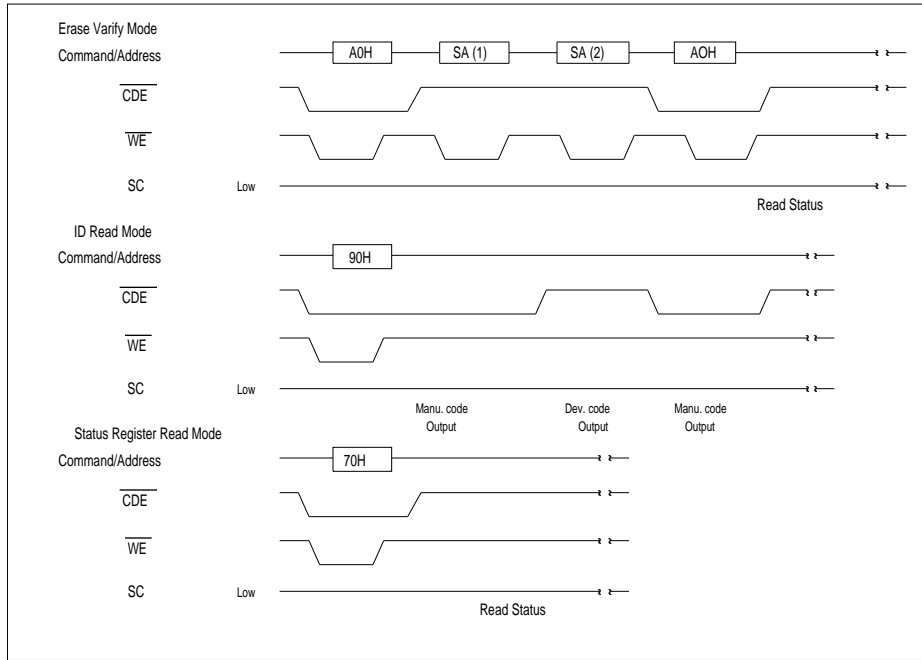 Erase Varify Mode
Command/Address A0H SA (1) SA (2) AOH
CDE
WE
SC Low
Read Status
ID Read Mode
Command/Address 90H
CDE
WE
SC Low
Manu. code Dev. code Manu. code
Output Output Output
Status Register Read Mode
Command/Address 70H
CDE
WE
SC Low
Read Status